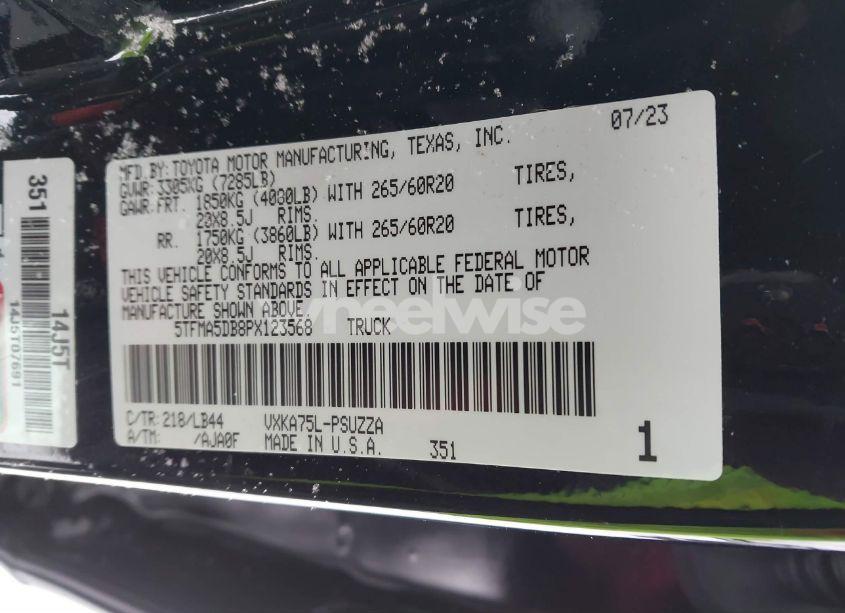 MFD.BY: TOYOTA MOTOR MANUFACTURING, TEXAS, INC. 07/23
GVWR: 3305KG (7285LB)
GAWR: FRT. 1850KG (4080LB) WITH 265/60R20 TIRES,
20X8.5J RIMS.
RR. 1750KG (3860LB) WITH 265/60R20 TIRES,
20X8.5J RIMS.
THIS VEHICLE CONFORMS TO ALL APPLICABLE FEDERAL MOTOR
VEHICLE SAFETY STANDARDS IN EFFECT ON THE DATE OF
MANUFACTURE SHOWN ABOVE.
5TFMA5DB8PX123568 TRUCK
C/TR: 218/LB44 VXKA75L-PSUZZA
A/TM: /AJA0F MADE IN U.S.A. 351 1
351
14J5T07691
14J5T
wheelwise